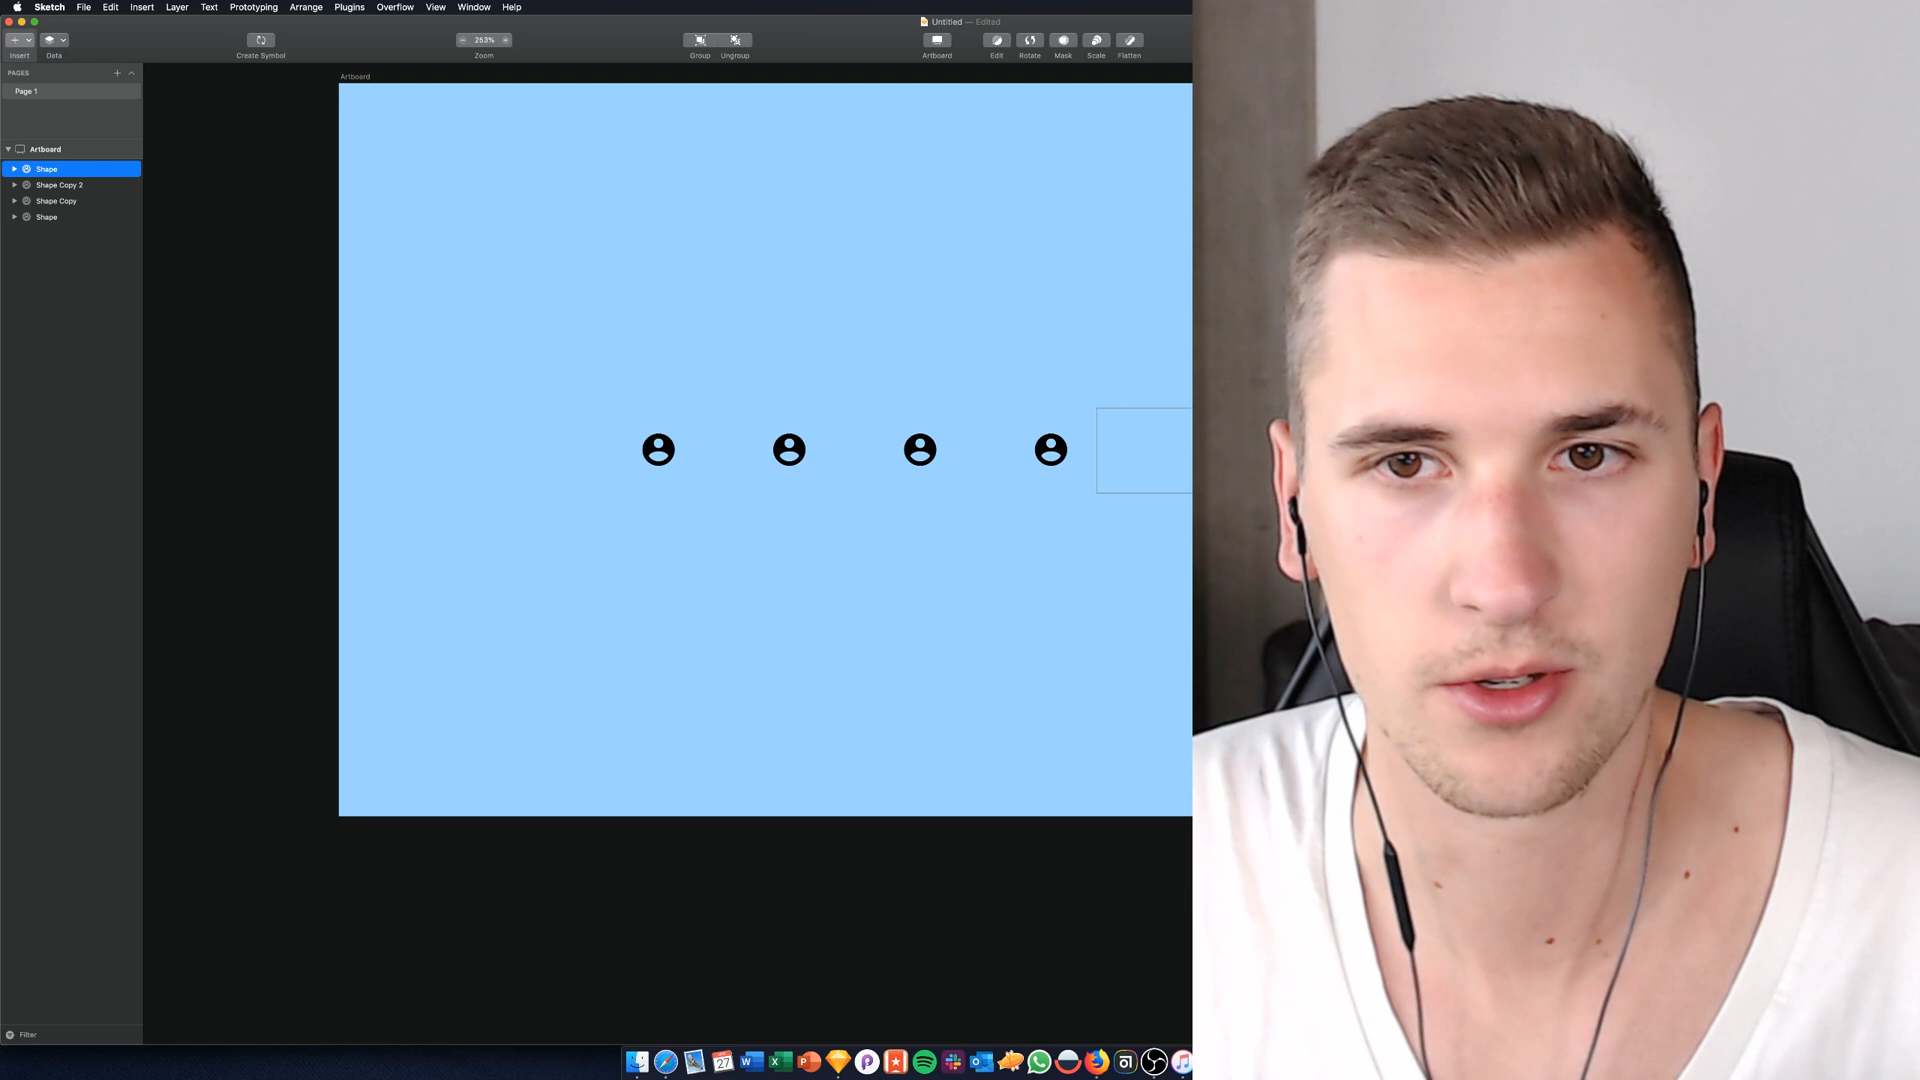 Sketch File Edit Insert Layer Text Prototyping Arrange Plugins Overflow View Window Help
Untitled — Edited
253%
Insert Data Create Symbol Zoom Group Ungroup Artboard Edit Rotate Mask Scale Flatten
PAGES
Page 1
Artboard
Artboard
Shape
Shape Copy 2
Shape Copy
Shape
Filter
27